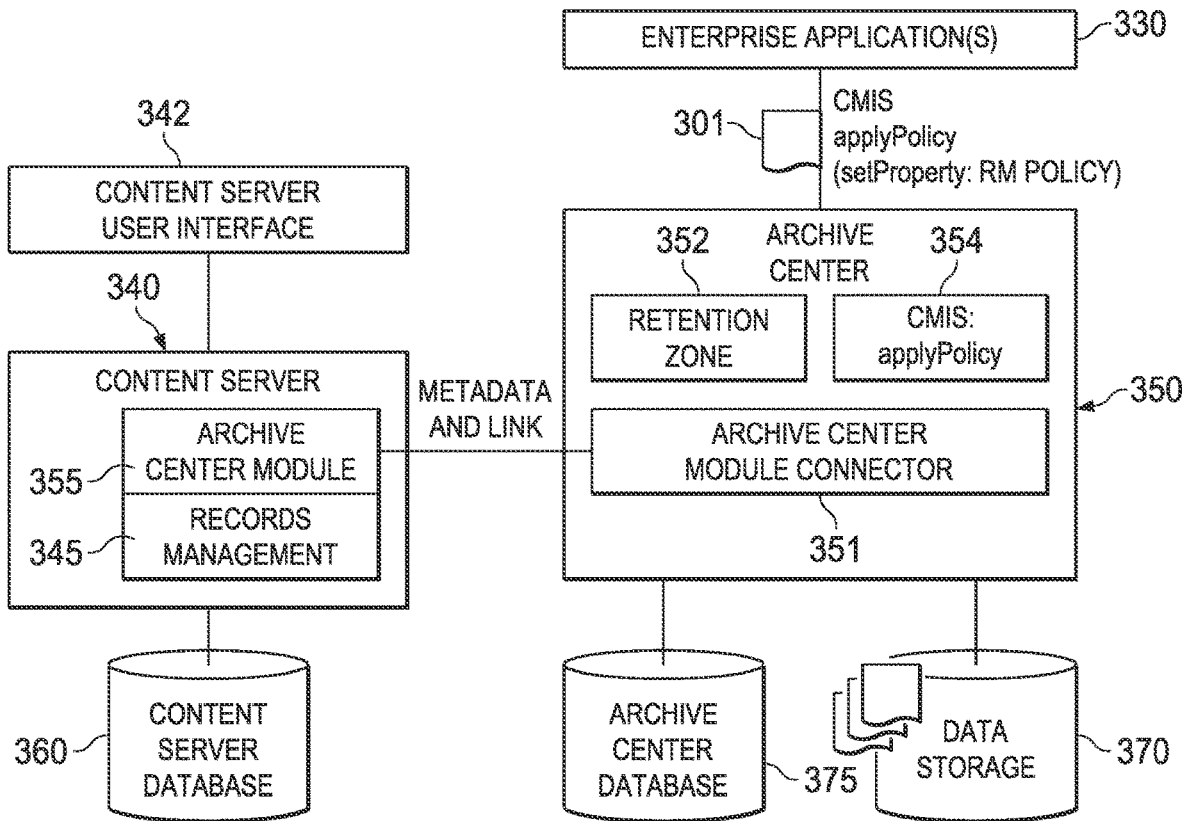 ENTERPRISE APPLICATION(S)
330
301
CMIS
applyPolicy
(setProperty: RM POLICY)
342
CONTENT SERVER
USER INTERFACE
340
CONTENT SERVER
ARCHIVE
CENTER MODULE
355
RECORDS
MANAGEMENT
345
METADATA
AND LINK
ARCHIVE
CENTER
352
RETENTION
ZONE
354
CMIS:
applyPolicy
350
ARCHIVE CENTER
MODULE CONNECTOR
351
360
CONTENT
SERVER
DATABASE
ARCHIVE
CENTER
DATABASE
375
DATA
STORAGE
370